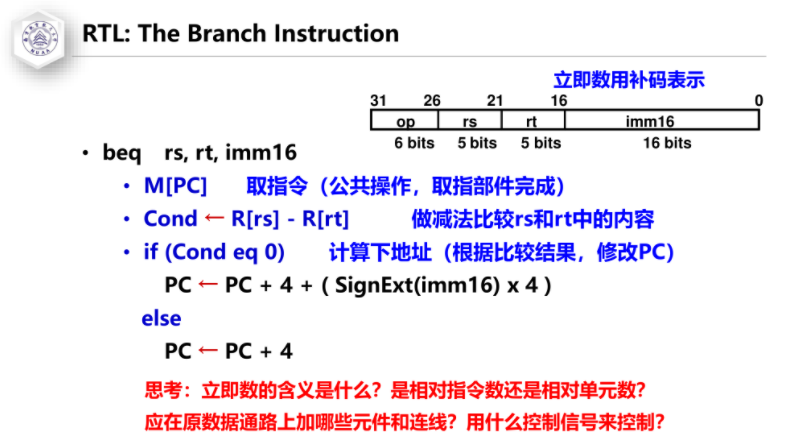 RTL: The Branch Instruction
立即数用补码表示
31 26 21 16 0
op rs rt imm16
6 bits 5 bits 5 bits 16 bits
• beq rs, rt, imm16
• M[PC] 取指令（公共操作，取指部件完成）
• Cond ← R[rs] - R[rt] 做减法比较rs和rt中的内容
• if (Cond eq 0) 计算下地址（根据比较结果，修改PC）
PC ← PC + 4 + ( SignExt(imm16) x 4 )
else
PC ← PC + 4
思考：立即数的含义是什么？是相对指令数还是相对单元数？
应在原数据通路上加哪些元件和连线？用什么控制信号来控制？